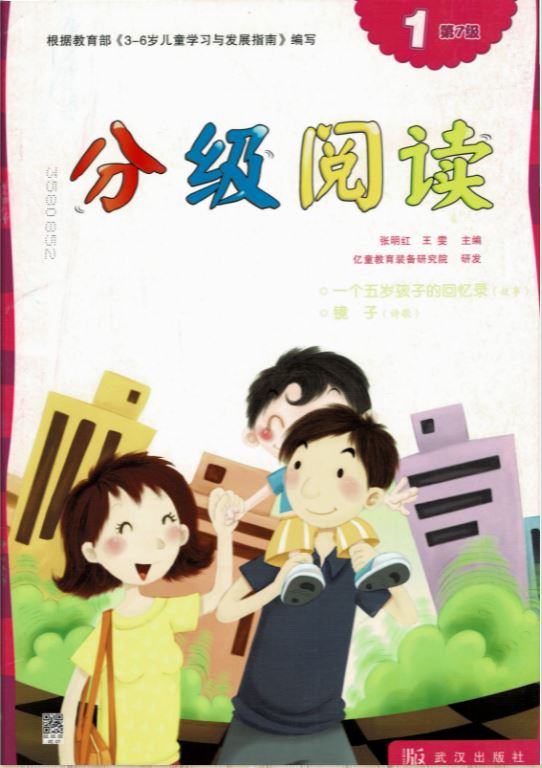 根据教育部《3-6岁儿童学习与发展指南》编写
1 第7级
分级阅读
张明红 王雯 主编
亿童教育装备研究院 研发
一个五岁孩子的回忆录（故事）
镜 子（诗歌）
武汉出版社